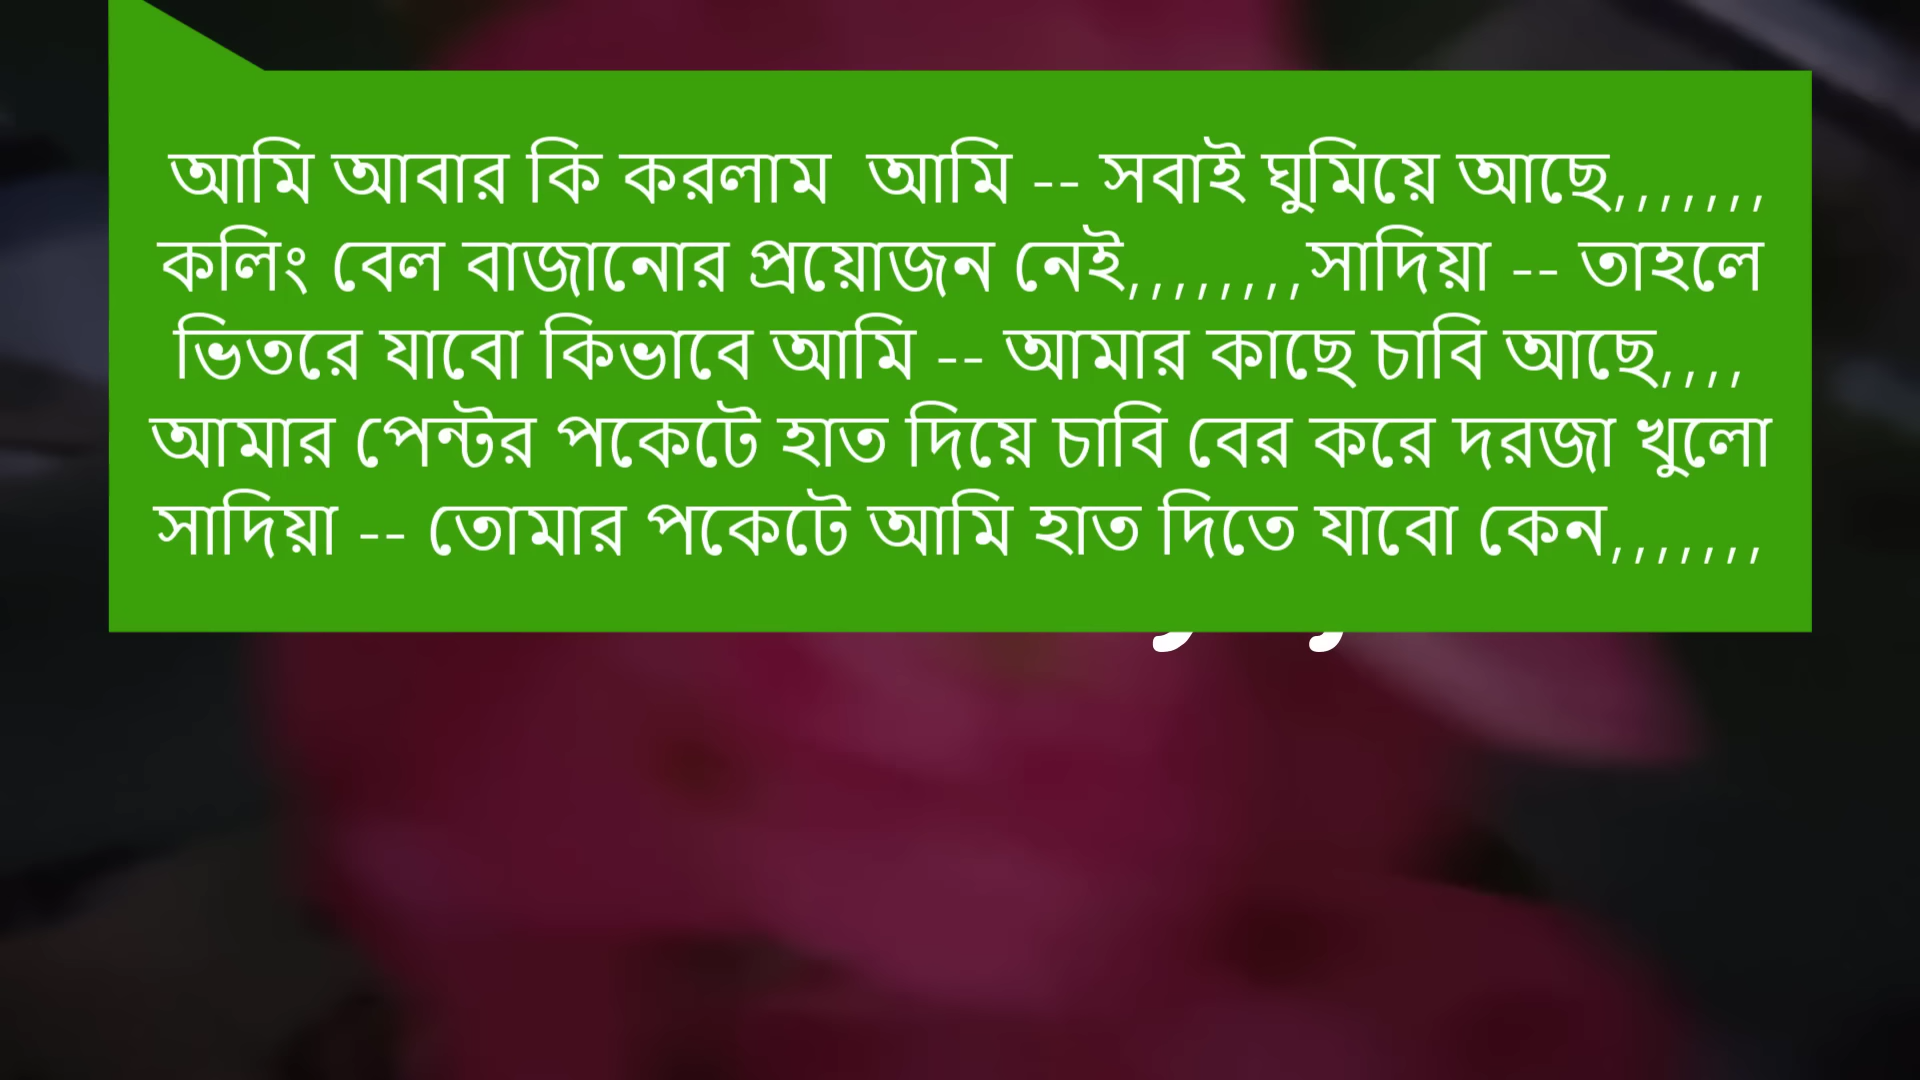 আমি আবার কি করলাম  আমি -- সবাই ঘুমিয়ে আছে,,,,,,,
কলিং বেল বাজানোর প্রয়োজন নেই,,,,,,,,সাদিয়া -- তাহলে
ভিতরে যাবো কিভাবে আমি -- আমার কাছে চাবি আছে,,,,
আমার পেন্টর পকেটে হাত দিয়ে চাবি বের করে দরজা খুলো
সাদিয়া -- তোমার পকেটে আমি হাত দিতে যাবো কেন,,,,,,,